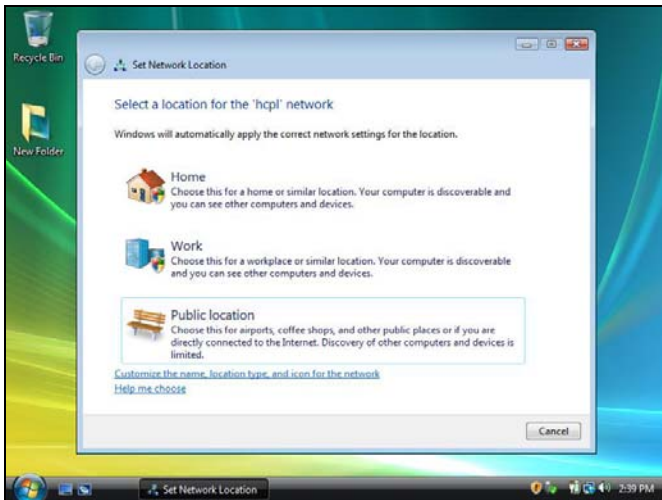 Recycle Bin
New Folder
Set Network Location
Select a location for the 'hcpl' network
Windows will automatically apply the correct network settings for the location.
Home
Choose this for a home or similar location. Your computer is discoverable and
you can see other computers and devices.
Work
Choose this for a workplace or similar location. Your computer is discoverable
and you can see other computers and devices.
Public location
Choose this for airports, coffee shops, and other public places or if you are
directly connected to the Internet. Discovery of other computers and devices is
limited.
Customize the name, location type, and icon for the network
Help me choose
Cancel
Set Network Location
2:39 PM